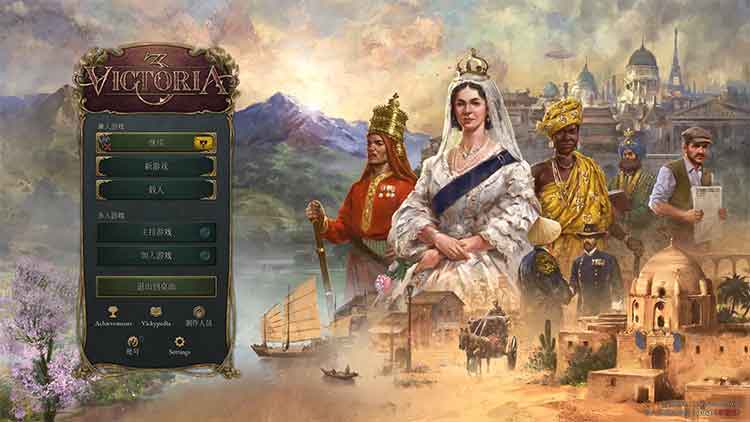 3
VICTORIA
单人游戏
继续
新游戏
载入
多人游戏
主持游戏
加入游戏
退出到桌面
Achievements
Vickypedia
制作人员
Settings